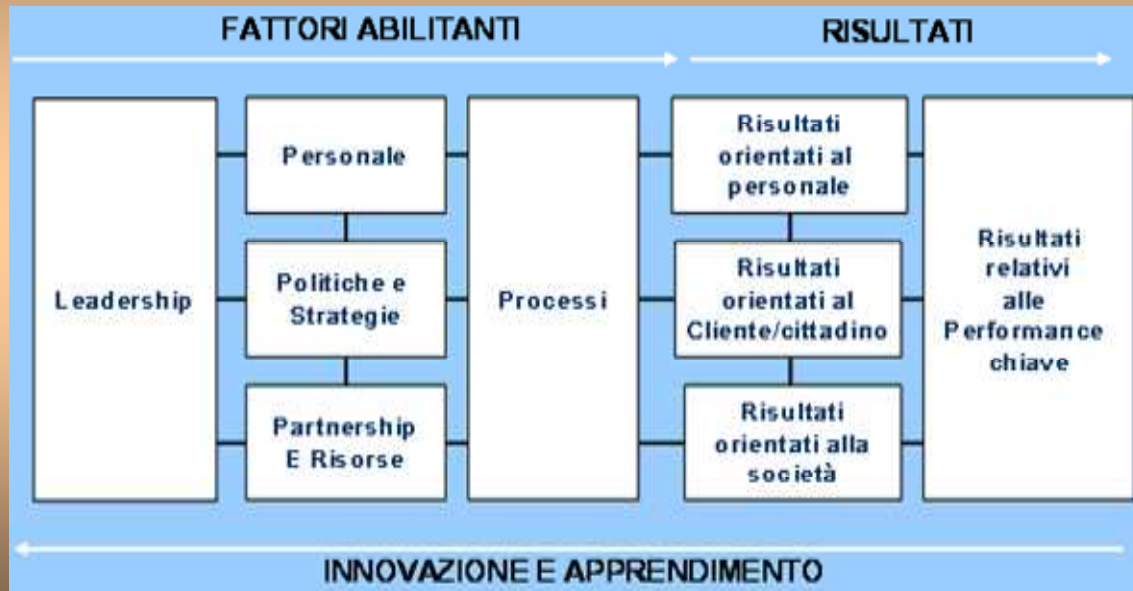 FATTORI ABILITANTI
RISULTATI
Leadership
Personale
Politiche e
Strategie
Partnership
E Risorse
Processi
Risultati
orientati al
personale
Risultati
orientati al
Cliente/cittadino
Risultati
orientati alla
società
Risultati
relativi
alle
Performance
chiave
INNOVAZIONE E APPRENDIMENTO